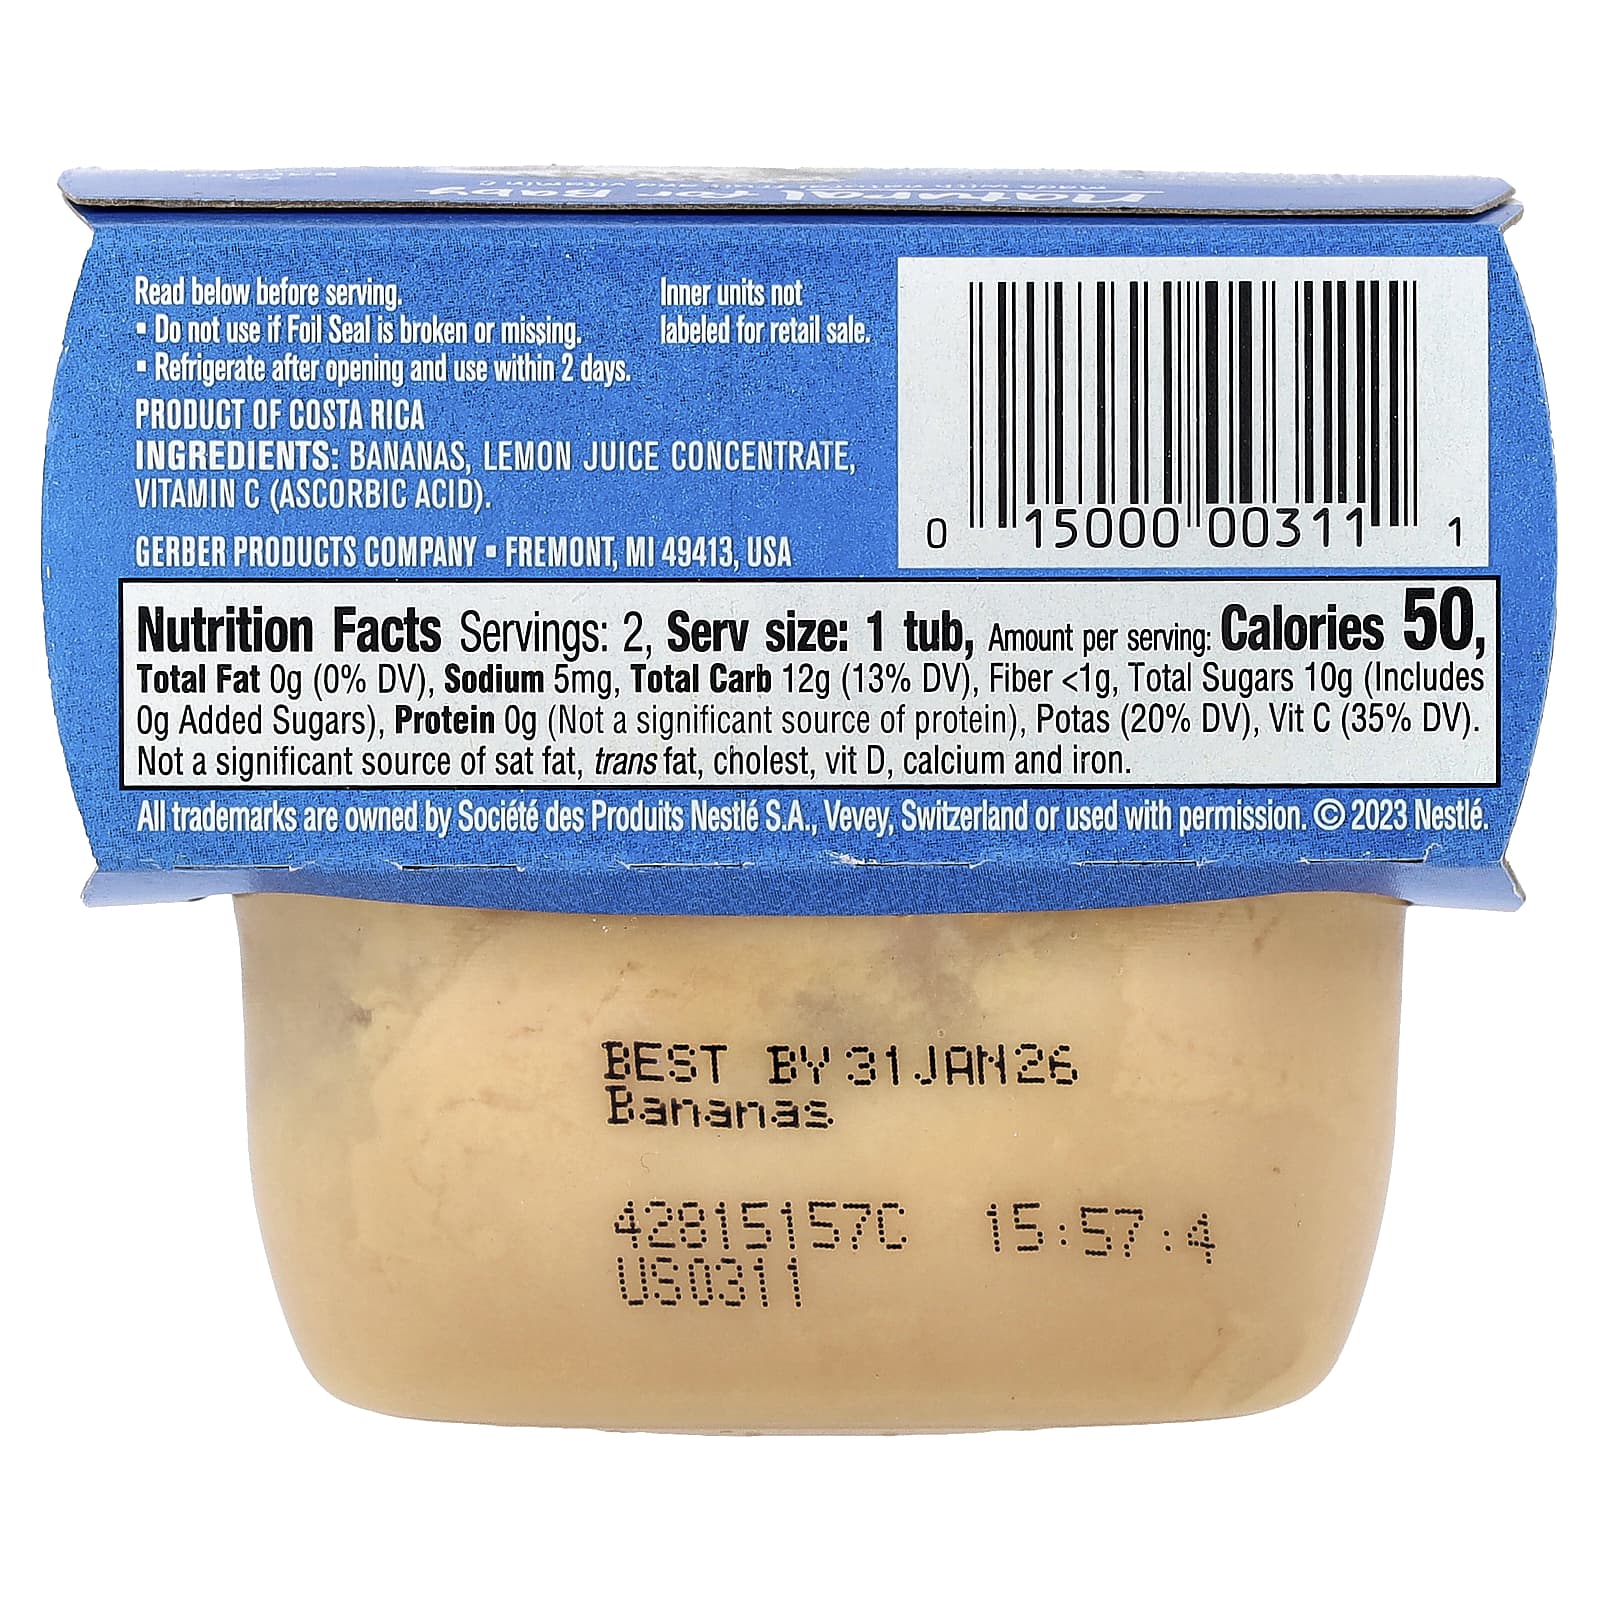 Natural for Baby
Read below before serving.
▪ Do not use if Foil Seal is broken or missing.
▪ Refrigerate after opening and use within 2 days.
Inner units not
labeled for retail sale.
PRODUCT OF COSTA RICA
INGREDIENTS: BANANAS, LEMON JUICE CONCENTRATE,
VITAMIN C (ASCORBIC ACID).
GERBER PRODUCTS COMPANY ▪ FREMONT, MI 49413, USA
0 15000 00311 1
Nutrition Facts Servings: 2, Serv size: 1 tub, Amount per serving: Calories 50,
Total Fat 0g (0% DV), Sodium 5mg, Total Carb 12g (13% DV), Fiber <1g, Total Sugars 10g (Includes
0g Added Sugars), Protein 0g (Not a significant source of protein), Potas (20% DV), Vit C (35% DV).
Not a significant source of sat fat, trans fat, cholest, vit D, calcium and iron.
All trademarks are owned by Société des Produits Nestlé S.A., Vevey, Switzerland or used with permission. © 2023 Nestlé.
BEST BY 31JAN26
Bananas
42815157C 15:57:4
US0311